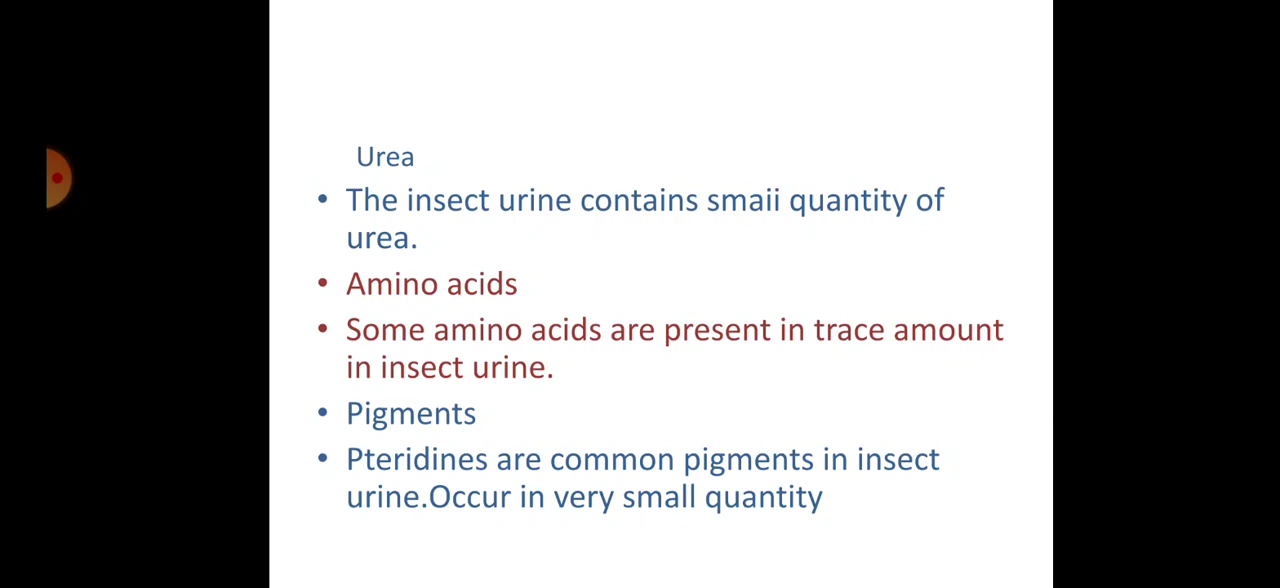 Urea
• The insect urine contains smaii quantity of
urea.
• Amino acids
• Some amino acids are present in trace amount
in insect urine.
• Pigments
• Pteridines are common pigments in insect
urine.Occur in very small quantity